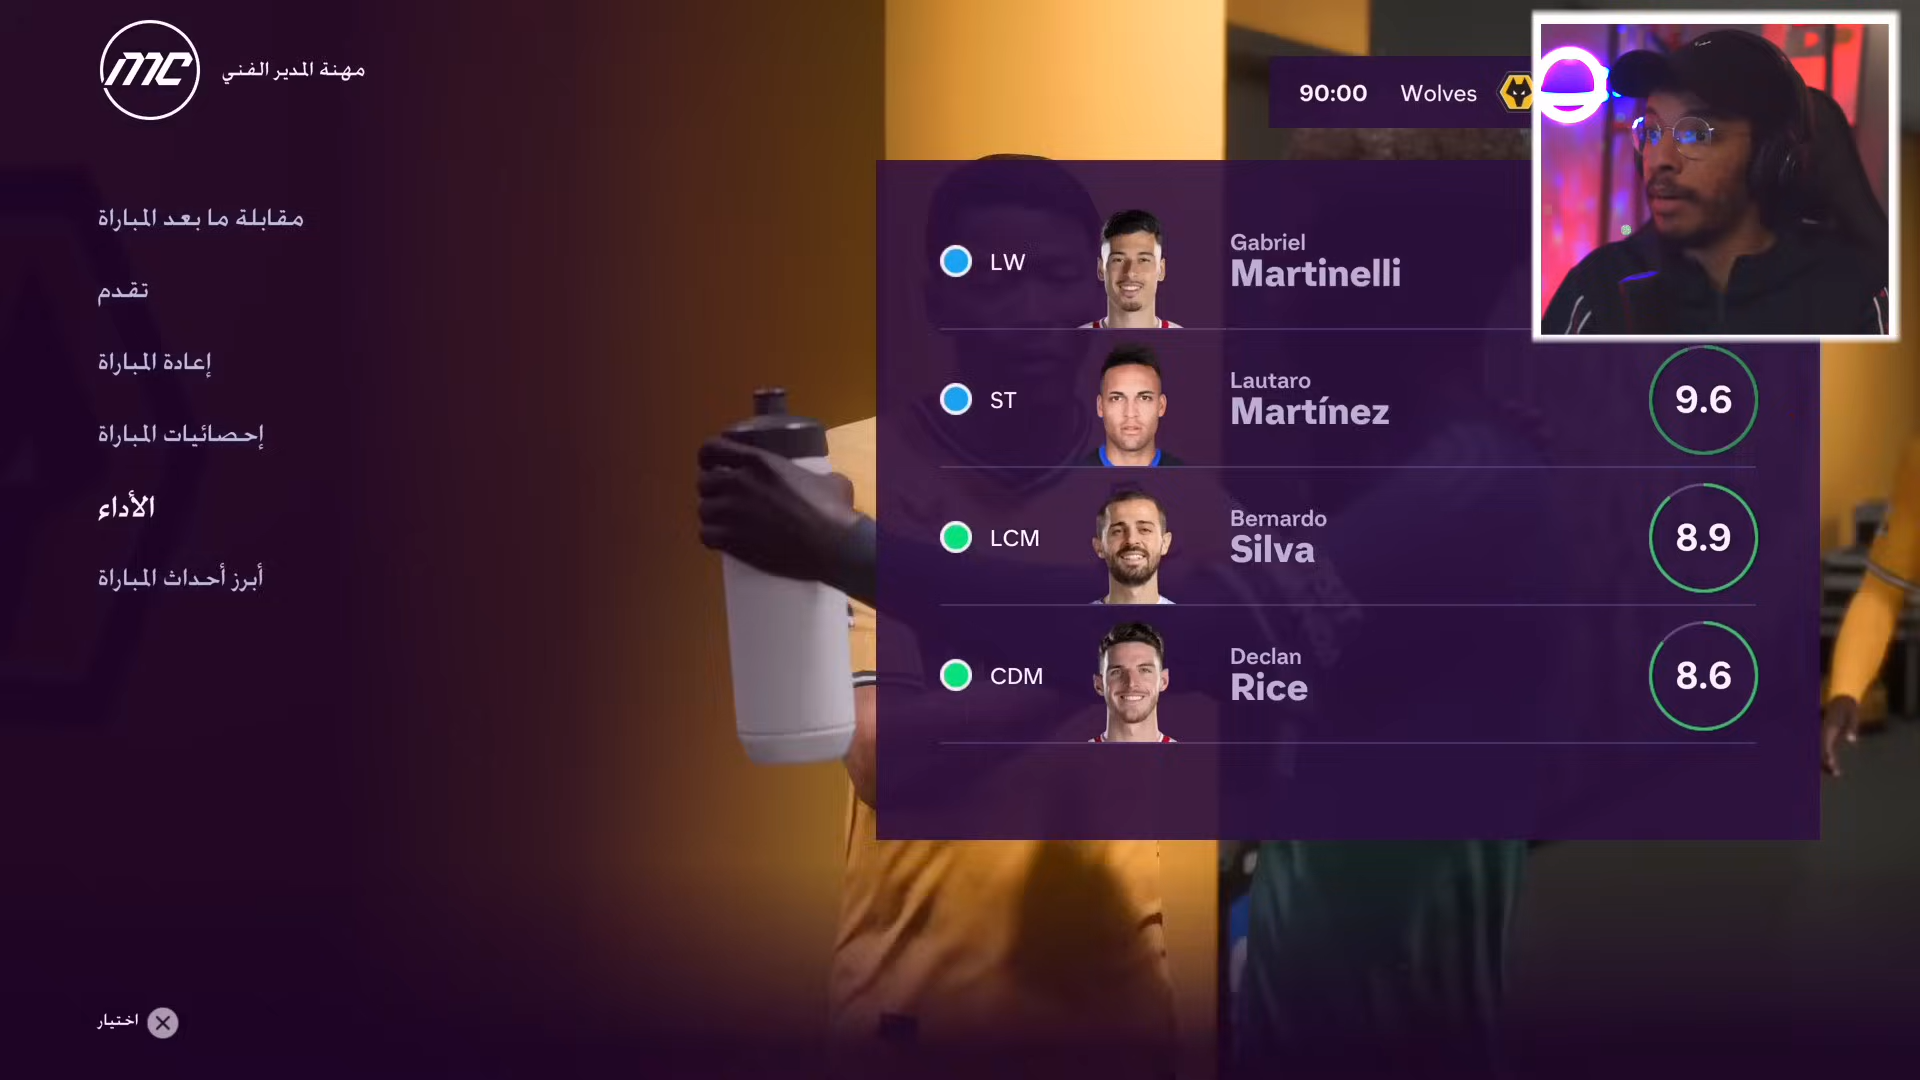 MC
مهنة المدير الفني
90:00 Wolves
مقابلة ما بعد المباراة
تقدم
إعادة المباراة
إحصائيات المباراة
الأداء
أبرز أحداث المباراة
LW
Gabriel
Martinelli
ST
Lautaro
Martínez
9.6
LCM
Bernardo
Silva
8.9
CDM
Declan
Rice
8.6
اختيار